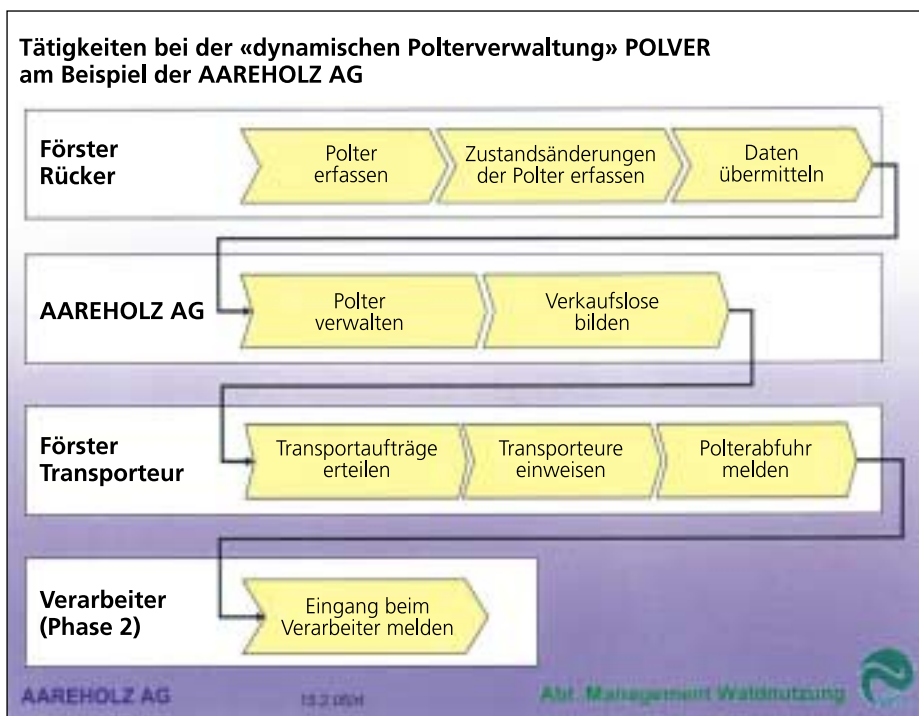 Tätigkeiten bei der «dynamischen Polterverwaltung» POLVER
am Beispiel der AAREHOLZ AG
Förster
Rücker
Polter
erfassen
Zustandsänderungen
der Polter erfassen
Daten
übermitteln
AAREHOLZ AG
Polter
verwalten
Verkaufslose
bilden
Förster
Transporteur
Transportaufträge
erteilen
Transporteure
einweisen
Polterabfuhr
melden
Verarbeiter
(Phase 2)
Eingang beim
Verarbeiter melden
AAREHOLZ AG
Abt. Management Waldnutzung